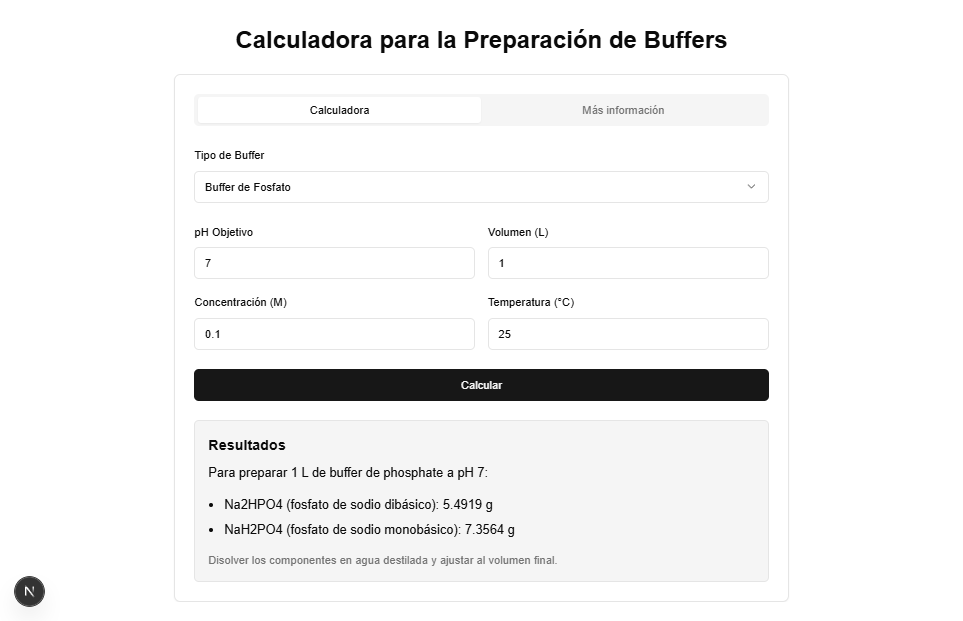 Calculadora para la Preparación de Buffers
Calculadora
Más información
Tipo de Buffer
Buffer de Fosfato
pH Objetivo
Volumen (L)
7
1
Concentración (M)
Temperatura (°C)
0.1
25
Calcular
Resultados
Para preparar 1 L de buffer de phosphate a pH 7:
• Na2HPO4 (fosfato de sodio dibásico): 5.4919 g
• NaH2PO4 (fosfato de sodio monobásico): 7.3564 g
Disolver los componentes en agua destilada y ajustar al volumen final.
N